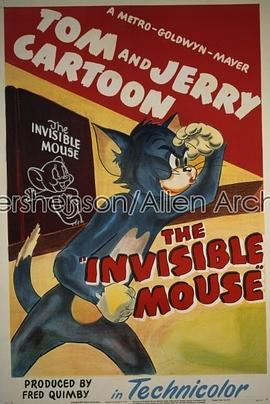 A METRO-GOLDWYN-MAYER
TOM AND JERRY
CARTOON
The
INVISIBLE
MOUSE
ershenson/Allen Arch
THE
"INVISIBLE
MOUSE"
PRODUCED BY
FRED QUIMBY
in Technicolor